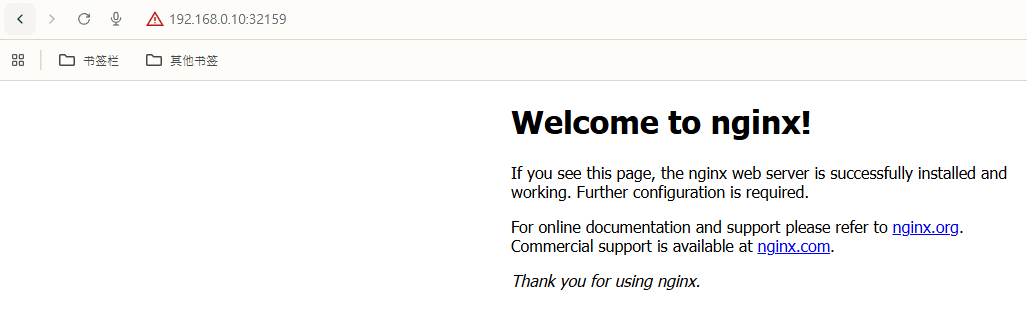 192.168.0.10:32159
书签栏 其他书签
Welcome to nginx!
If you see this page, the nginx web server is successfully installed and
working. Further configuration is required.
For online documentation and support please refer to nginx.org.
Commercial support is available at nginx.com.
Thank you for using nginx.